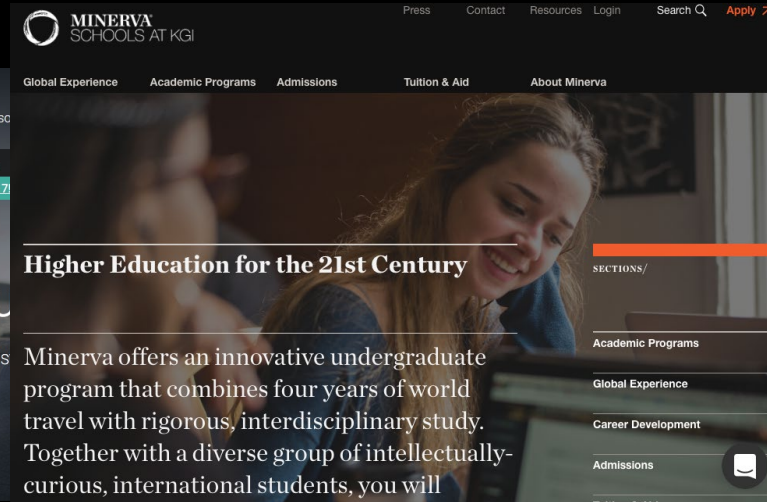 MINERVA
SCHOOLS AT KGI
Press Contact Resources Login Search Apply
Global Experience Academic Programs Admissions Tuition & Aid About Minerva
Higher Education for the 21st Century
SECTIONS/
Minerva offers an innovative undergraduate
program that combines four years of world
travel with rigorous, interdisciplinary study.
Together with a diverse group of intellectually-
curious, international students, you will
Academic Programs
Global Experience
Career Development
Admissions